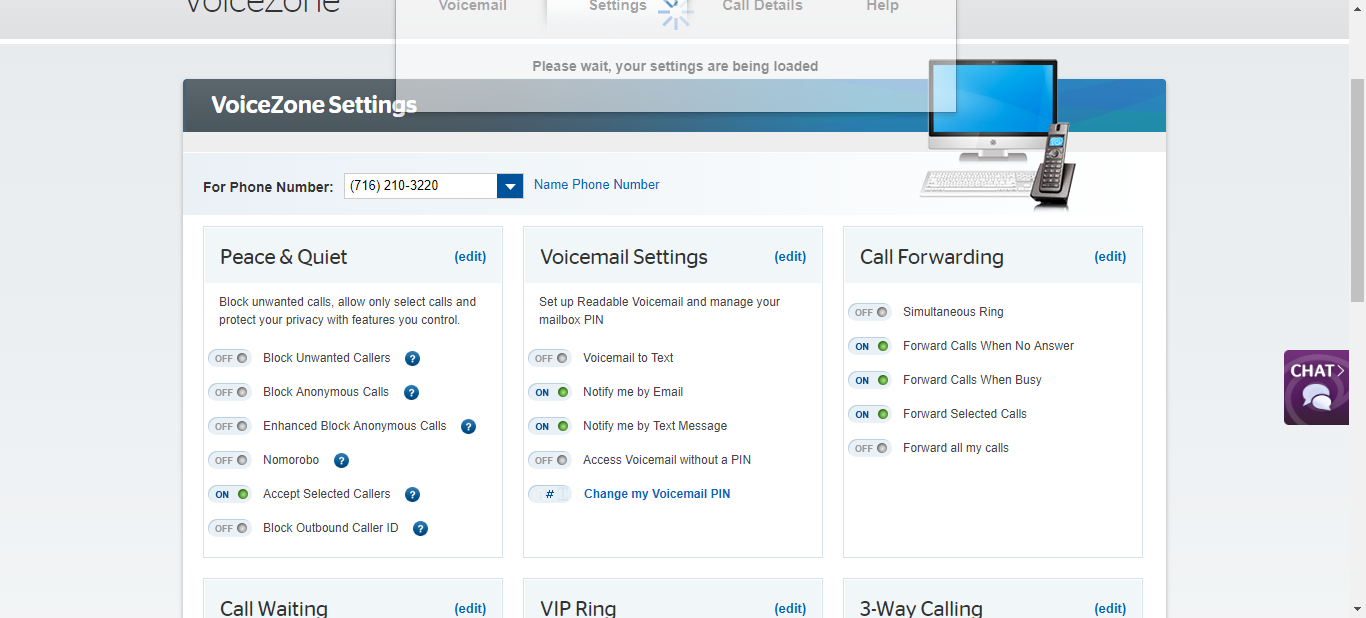 VoiceZone
Voicemail
Settings
Call Details
Help
Please wait, your settings are being loaded
VoiceZone Settings
For Phone Number:
(716) 210-3220
Name Phone Number
Peace & Quiet
(edit)
Block unwanted calls, allow only select calls and
protect your privacy with features you control.
OFF Block Unwanted Callers ?
OFF Block Anonymous Calls ?
OFF Enhanced Block Anonymous Calls ?
OFF Nomorobo ?
ON Accept Selected Callers ?
OFF Block Outbound Caller ID ?
Voicemail Settings
(edit)
Set up Readable Voicemail and manage your
mailbox PIN
OFF Voicemail to Text
ON Notify me by Email
ON Notify me by Text Message
OFF Access Voicemail without a PIN
# Change my Voicemail PIN
Call Forwarding
(edit)
OFF Simultaneous Ring
ON Forward Calls When No Answer
ON Forward Calls When Busy
ON Forward Selected Calls
OFF Forward all my calls
CHAT
Call Waiting
(edit)
VIP Ring
(edit)
3-Way Calling
(edit)